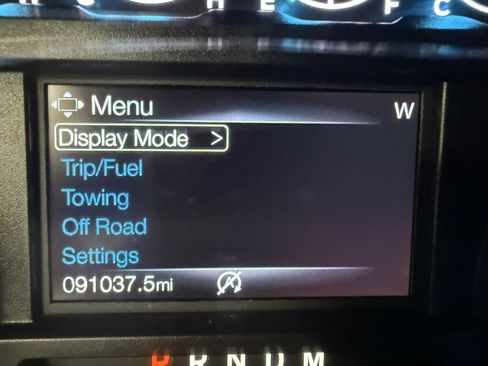 H E F C
Menu W
Display Mode >
Trip/Fuel
Towing
Off Road
Settings
091037.5mi
P R N D M